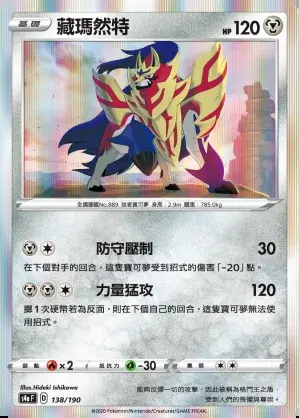 基礎 藏瑪然特 HP 120
全國圖鑑No.889 強者寶可夢 身高：2.9m 體重：785.0kg
防守壓制 30
在下個對手的回合，這隻寶可夢受到招式的傷害「-20」點。
力量猛攻 120
擲1次硬幣若為反面，則在下個自己的回合，這隻寶可夢無法使
用招式。
弱點 ×2 抵抗力 -30 撤退
Illus.Hideki Ishikawa
s4a F 138/190
能夠反彈一切的攻擊，因此被稱為格鬥王之盾，
受到人們的畏懼與尊崇。
©2020 Pokémon/Nintendo/Creatures/GAME FREAK.